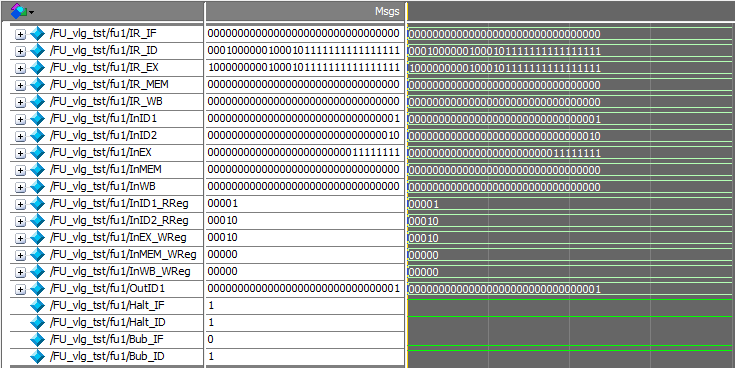 Msgs
/FU_vlg_tst/fu1/IR_IF 00000000000000000000000000000000 00000000000000000000000000000000
/FU_vlg_tst/fu1/IR_ID 00010000001000101111111111111111 00010000001000101111111111111111
/FU_vlg_tst/fu1/IR_EX 10000000001000101111111111111111 10000000001000101111111111111111
/FU_vlg_tst/fu1/IR_MEM 00000000000000000000000000000000 00000000000000000000000000000000
/FU_vlg_tst/fu1/IR_WB 00000000000000000000000000000000 00000000000000000000000000000000
/FU_vlg_tst/fu1/InID1 00000000000000000000000000000001 00000000000000000000000000000001
/FU_vlg_tst/fu1/InID2 00000000000000000000000000000010 00000000000000000000000000000010
/FU_vlg_tst/fu1/InEX 00000000000000000000000011111111 00000000000000000000000011111111
/FU_vlg_tst/fu1/InMEM 00000000000000000000000000000000 00000000000000000000000000000000
/FU_vlg_tst/fu1/InWB 00000000000000000000000000000000 00000000000000000000000000000000
/FU_vlg_tst/fu1/InID1_RReg 00001 00001
/FU_vlg_tst/fu1/InID2_RReg 00010 00010
/FU_vlg_tst/fu1/InEX_WReg 00010 00010
/FU_vlg_tst/fu1/InMEM_WReg 00000 00000
/FU_vlg_tst/fu1/InWB_WReg 00000 00000
/FU_vlg_tst/fu1/OutID1 00000000000000000000000000000001 00000000000000000000000000000001
/FU_vlg_tst/fu1/Halt_IF 1
/FU_vlg_tst/fu1/Halt_ID 1
/FU_vlg_tst/fu1/Bub_IF 0
/FU_vlg_tst/fu1/Bub_ID 1